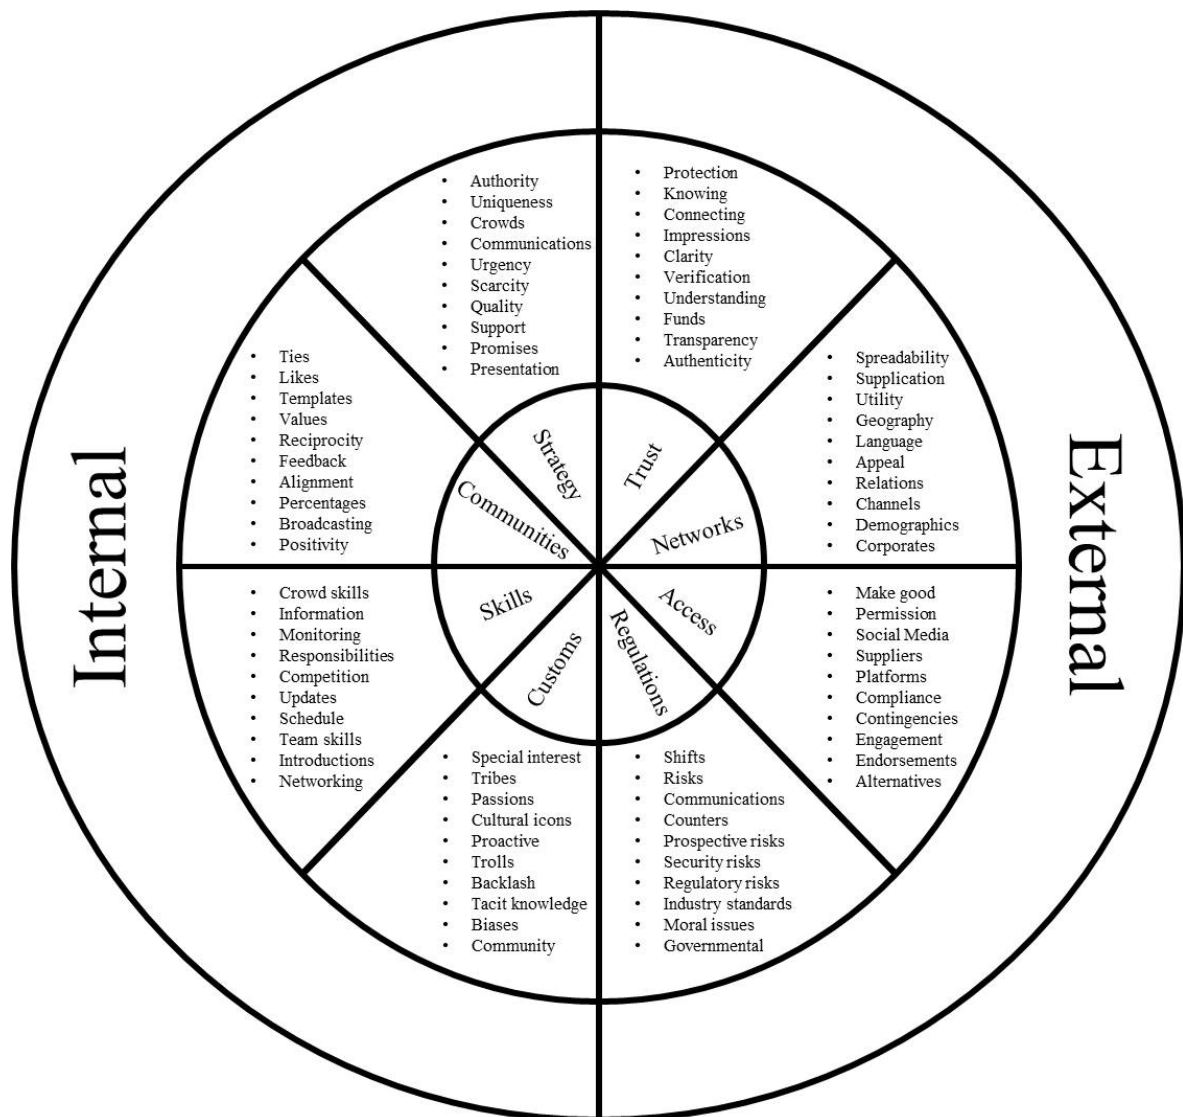 Internal
External
• Authority
• Uniqueness
• Crowds
• Communications
• Urgency
• Scarcity
• Quality
• Support
• Promises
• Presentation
• Protection
• Knowing
• Connecting
• Impressions
• Clarity
• Verification
• Understanding
• Funds
• Transparency
• Authenticity
• Ties
• Likes
• Templates
• Values
• Reciprocity
• Feedback
• Alignment
• Percentages
• Broadcasting
• Positivity
• Spreadability
• Supplication
• Utility
• Geography
• Language
• Appeal
• Relations
• Channels
• Demographics
• Corporates
Strategy
Trust
Communities
Networks
Skills
Access
Customs
Regulations
• Crowd skills
• Information
• Monitoring
• Responsibilities
• Competition
• Updates
• Schedule
• Team skills
• Introductions
• Networking
• Make good
• Permission
• Social Media
• Suppliers
• Platforms
• Compliance
• Contingencies
• Engagement
• Endorsements
• Alternatives
• Special interest
• Tribes
• Passions
• Cultural icons
• Proactive
• Trolls
• Backlash
• Tacit knowledge
• Biases
• Community
• Shifts
• Risks
• Communications
• Counters
• Prospective risks
• Security risks
• Regulatory risks
• Industry standards
• Moral issues
• Governmental